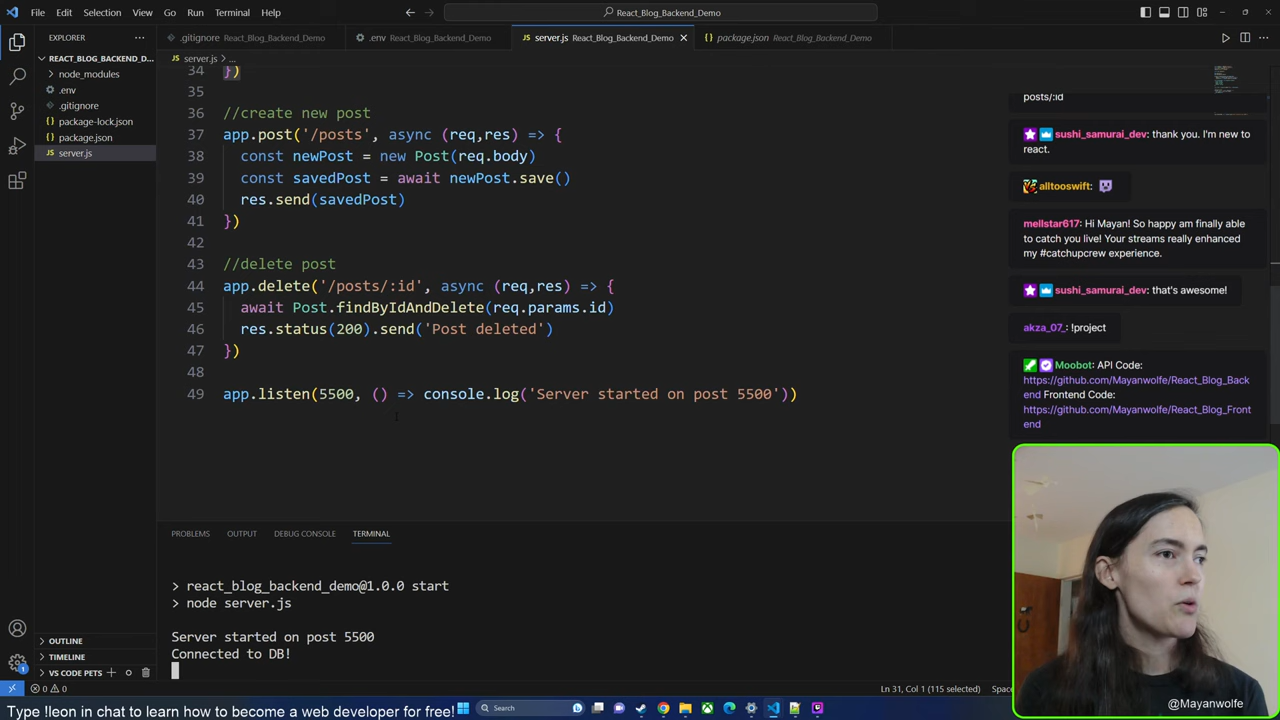 File Edit Selection View Go Run Terminal Help
React_Blog_Backend_Demo
EXPLORER
.gitignore React_Blog_Backend_Demo
.env React_Blog_Backend_Demo
JS server.js React_Blog_Backend_Demo
package.json React_Blog_Backend_Demo
REACT_BLOG_BACKEND_D...
node_modules
.env
.gitignore
package-lock.json
package.json
JS server.js
JS server.js > ...
34 })
35
36 //create new post
37 app.post('/posts', async (req,res) => {
38 const newPost = new Post(req.body)
39 const savedPost = await newPost.save()
40 res.send(savedPost)
41 })
42
43 //delete post
44 app.delete('/posts/:id', async (req,res) => {
45 await Post.findByIdAndDelete(req.params.id)
46 res.status(200).send('Post deleted')
47 })
48
49 app.listen(5500, () => console.log('Server started on post 5500'))
posts/:id
sushi_samurai_dev: thank you. I'm new to
react.
alltooswift:
mellstar617: Hi Mayan! So happy am finally able
to catch you live! Your streams really enhanced
my #catchupcrew experience.
sushi_samurai_dev: that's awesome!
akza_07_: !project
Moobot: API Code:
https://github.com/Mayanwolfe/React_Blog_Back
end Frontend Code:
https://github.com/Mayanwolfe/React_Blog_Front
end
PROBLEMS OUTPUT DEBUG CONSOLE TERMINAL
> react_blog_backend_demo@1.0.0 start
> node server.js
Server started on post 5500
Connected to DB!
OUTLINE
TIMELINE
VS CODE PETS
1
0 0
Ln 31, Col 1 (115 selected)
Type !leon in chat to learn how to become a web developer for free!
Search
@Mayanwolfe